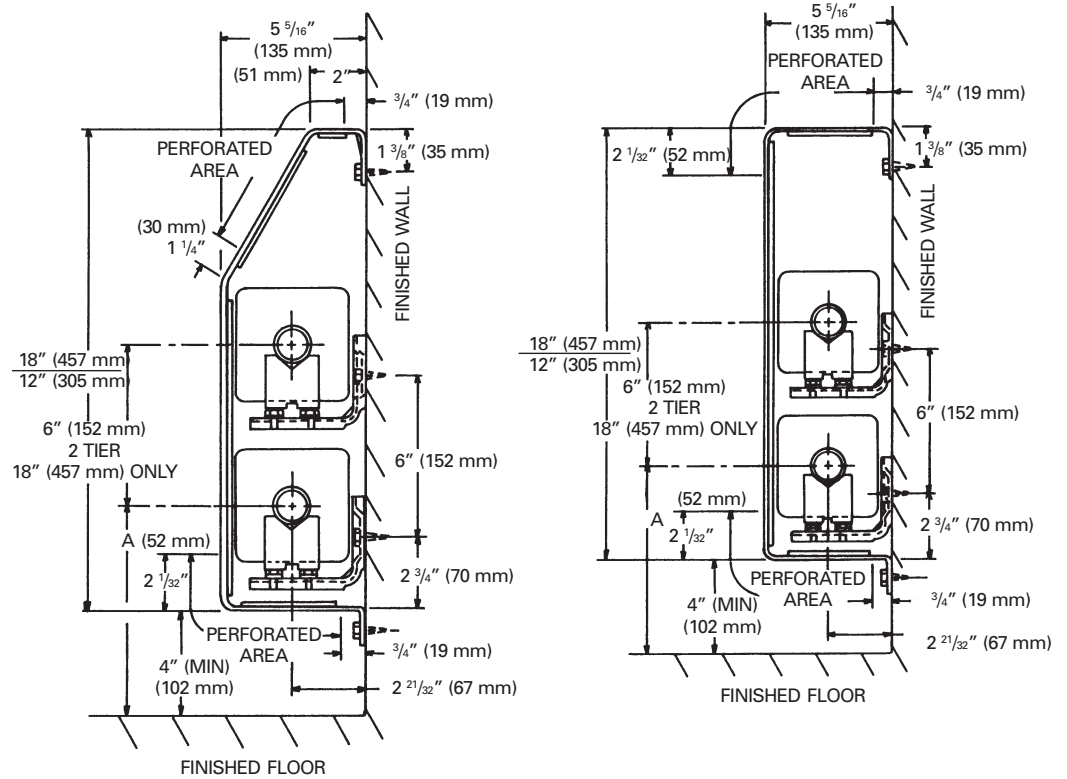 5 5/16"
(135 mm)
(51 mm) 2"
3/4" (19 mm)
PERFORATED
AREA
1 3/8" (35 mm)
FINISHED WALL
(30 mm)
1 1/4"
18" (457 mm)
12" (305 mm)
6" (152 mm)
2 TIER
18" (457 mm) ONLY
6" (152 mm)
A (52 mm)
2 1/32"
2 3/4" (70 mm)
PERFORATED
AREA
3/4" (19 mm)
4" (MIN)
(102 mm)
2 21/32" (67 mm)
FINISHED FLOOR
5 5/16"
(135 mm)
PERFORATED
AREA
3/4" (19 mm)
2 1/32" (52 mm)
1 3/8" (35 mm)
FINISHED WALL
18" (457 mm)
12" (305 mm)
6" (152 mm)
2 TIER
18" (457 mm) ONLY
6" (152 mm)
(52 mm)
A
2 1/32"
2 3/4" (70 mm)
PERFORATED
AREA
4" (MIN)
(102 mm)
3/4" (19 mm)
2 21/32" (67 mm)
FINISHED FLOOR